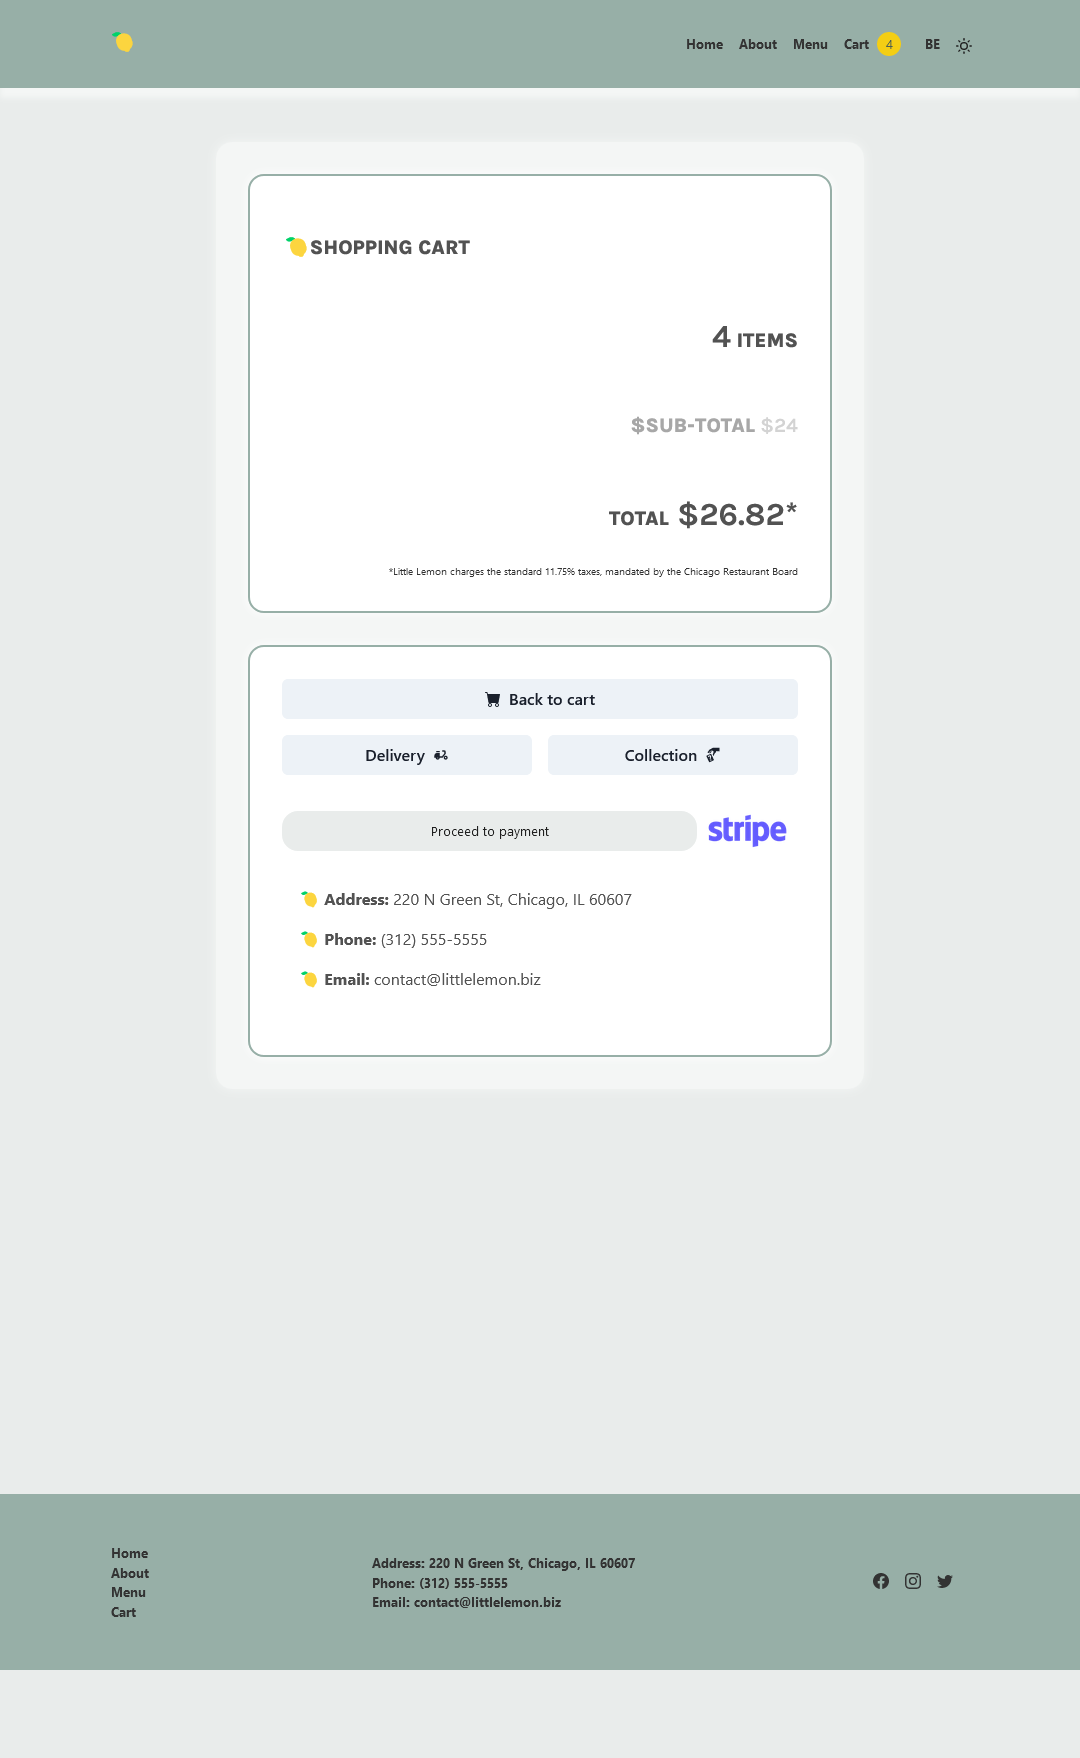 Home About Menu Cart 4 BE
SHOPPING CART
4 ITEMS
$SUB-TOTAL $24
TOTAL $26.82*
*Little Lemon charges the standard 11.75% taxes, mandated by the Chicago Restaurant Board
Back to cart
Delivery Collection
Proceed to payment stripe
Address: 220 N Green St, Chicago, IL 60607
Phone: (312) 555-5555
Email: contact@littlelemon.biz
Home
About
Menu
Cart
Address: 220 N Green St, Chicago, IL 60607
Phone: (312) 555-5555
Email: contact@littlelemon.biz